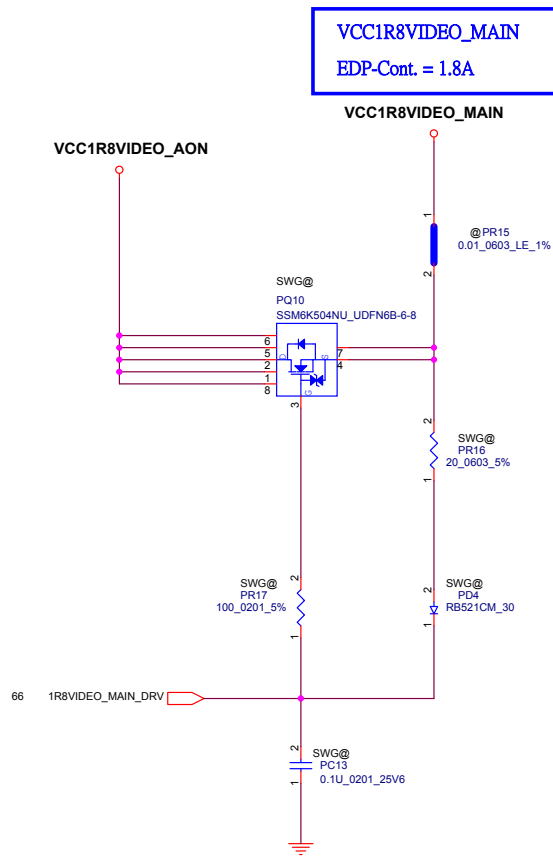 VCC1R8VIDEO_MAIN
EDP-Cont. = 1.8A
VCC1R8VIDEO_MAIN
VCC1R8VIDEO_AON
1
@PR15
0.01_0603_LE_1%
2
SWG@
PQ10
SSM6K504NU_UDFN6B-6-8
6
5
2
1
8
7
4
D
S
G
3
2
SWG@
PR16
20_0603_5%
1
2
SWG@
PR17
100_0201_5%
1
2
SWG@
PD4
RB521CM_30
1
66
1R8VIDEO_MAIN_DRV
2
SWG@
PC13
0.1U_0201_25V6
1